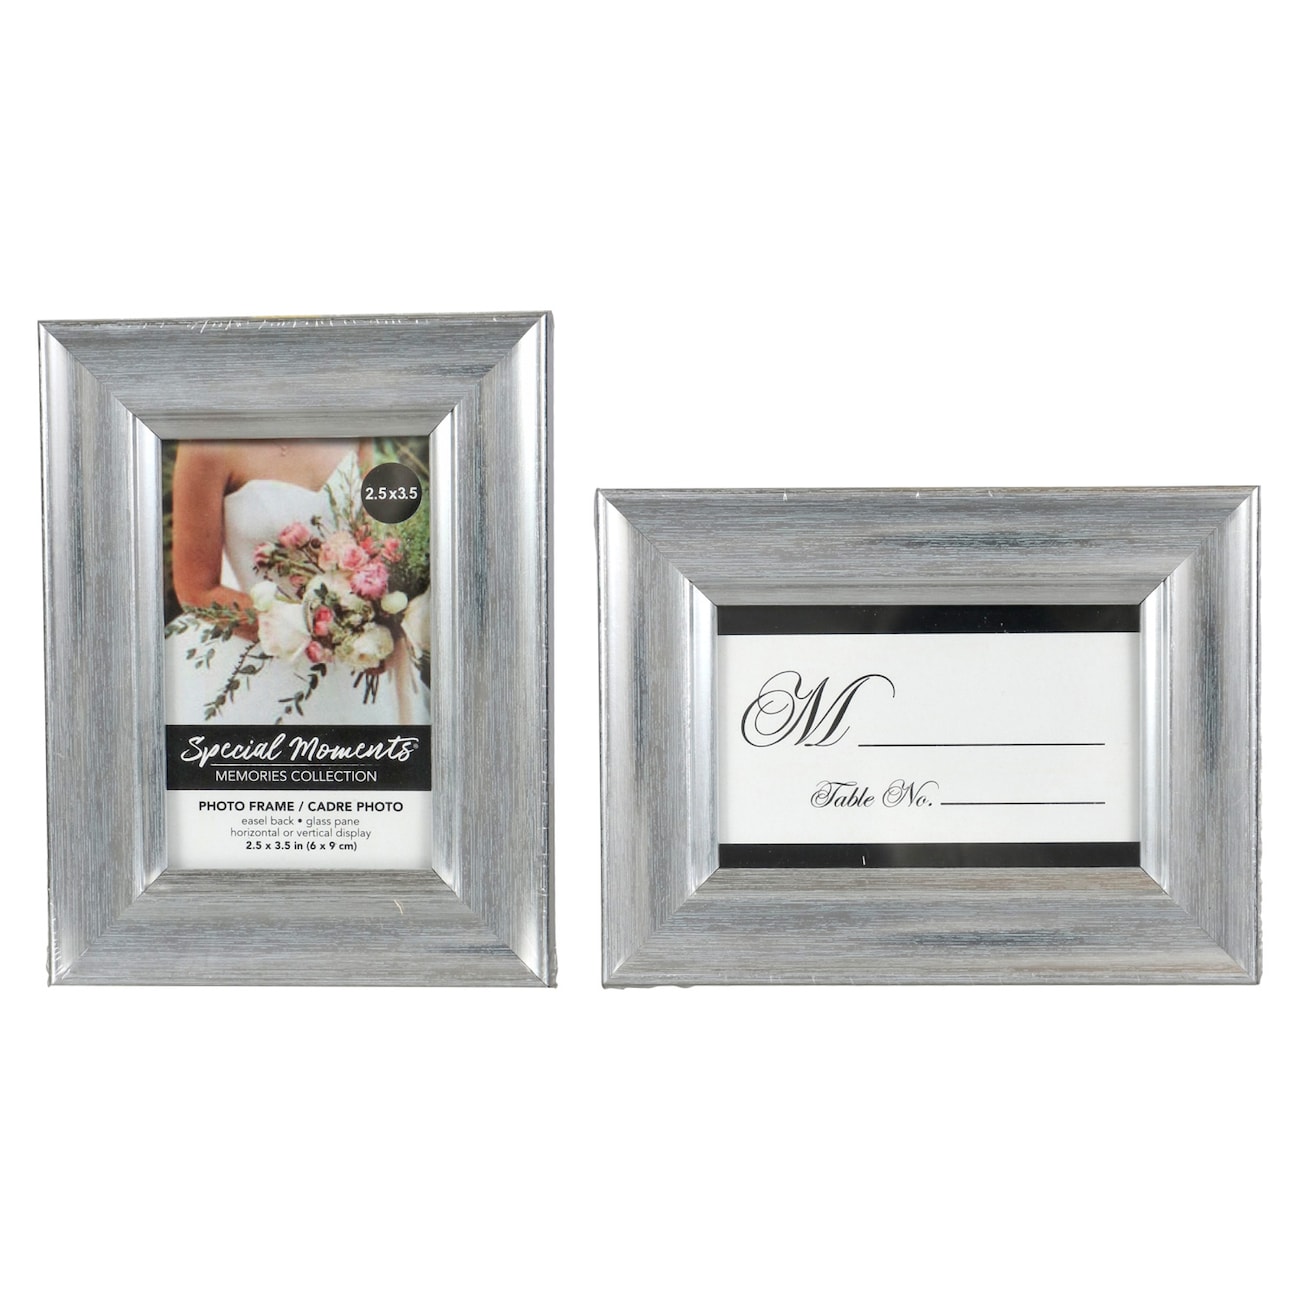 2.5x3.5
Special Moments®
MEMORIES COLLECTION
PHOTO FRAME / CADRE PHOTO
easel back • glass pane
horizontal or vertical display
2.5 x 3.5 in (6 x 9 cm)
M
Table No.